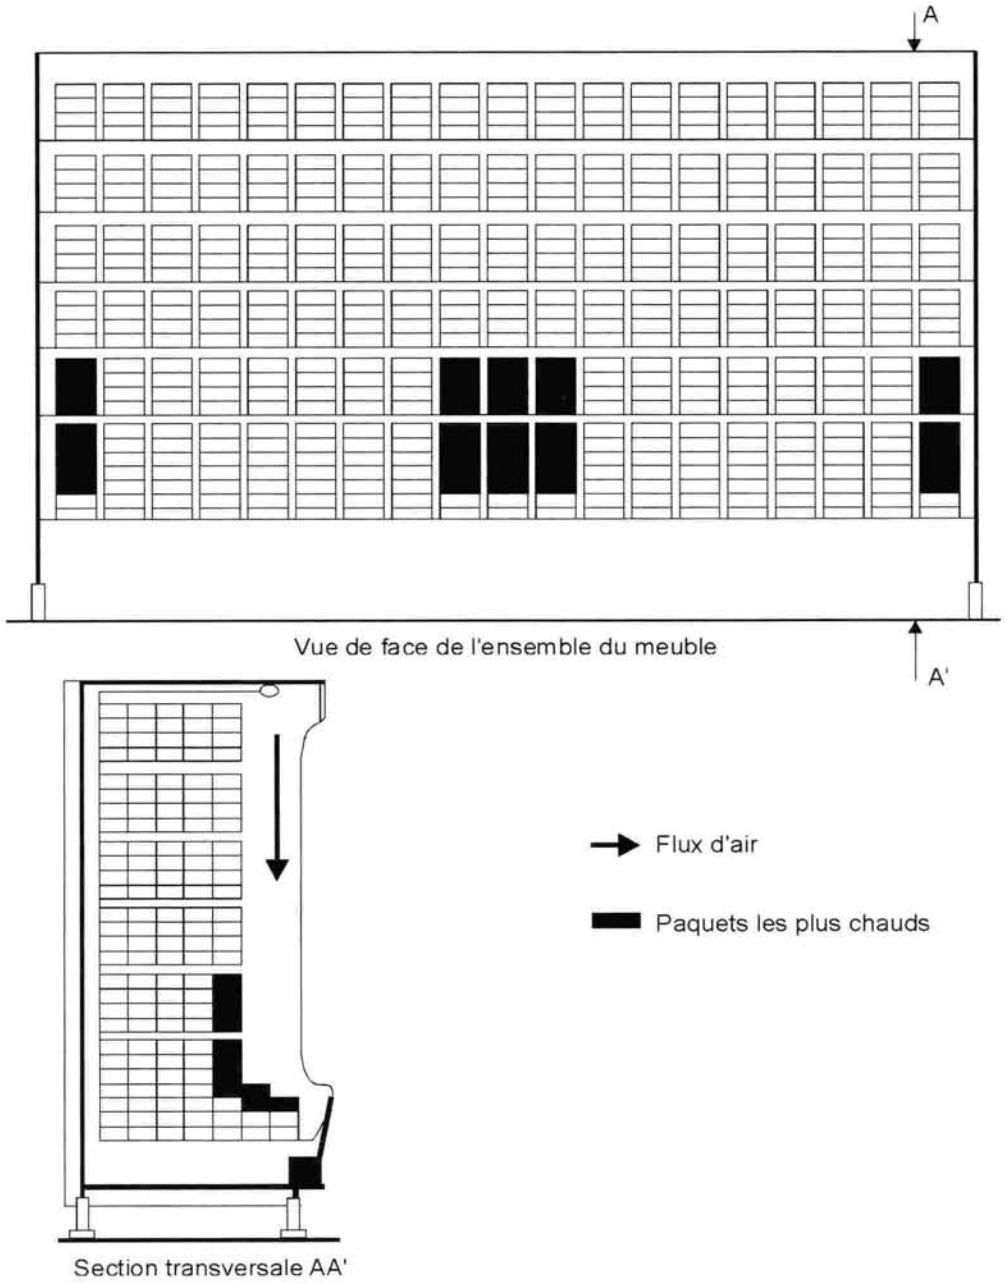 A
Vue de face de l'ensemble du meuble
A'
Flux d'air
Paquets les plus chauds
Section transversale AA'